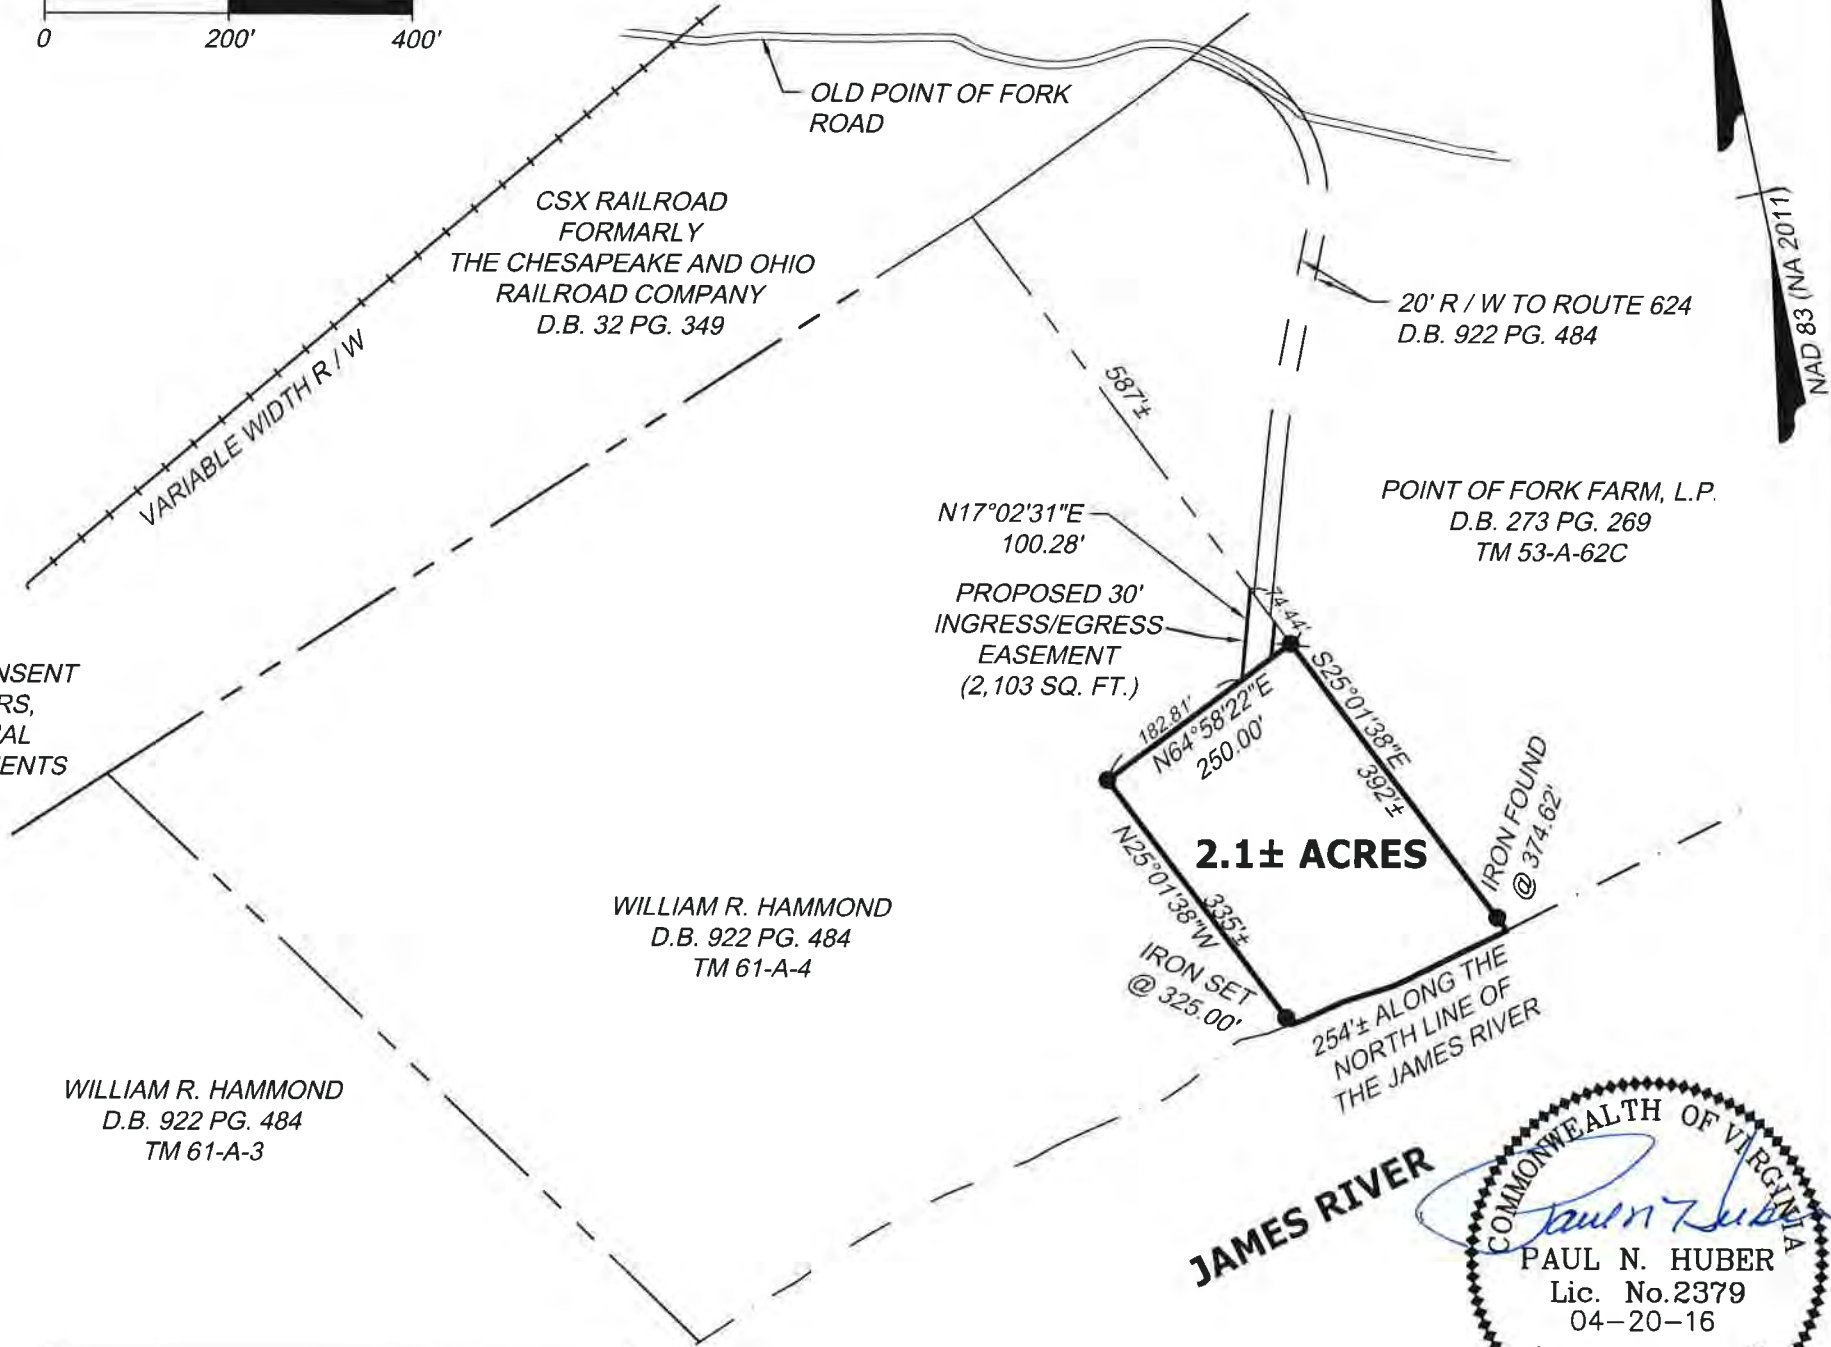 0 200' 400'
OLD POINT OF FORK
ROAD
CSX RAILROAD
FORMARLY
THE CHESAPEAKE AND OHIO
RAILROAD COMPANY
D.B. 32 PG. 349
VARIABLE WIDTH R / W
NAD 83 (NA 2011)
20' R / W TO ROUTE 624
D.B. 922 PG. 484
587'±
POINT OF FORK FARM, L.P.
D.B. 273 PG. 269
TM 53-A-62C
N17°02'31"E
100.28'
PROPOSED 30'
INGRESS/EGRESS
EASEMENT
(2,103 SQ. FT.)
74.44'
182.81'
N64°58'22"E
250.00'
S25°01'38"E
392'±
IRON FOUND
@ 374.62'
2.1± ACRES
N25°01'38"W
335'±
IRON SET
@ 325.00'
254'± ALONG THE
NORTH LINE OF
THE JAMES RIVER
NSENT
RS,
AL
ENTS
WILLIAM R. HAMMOND
D.B. 922 PG. 484
TM 61-A-4
WILLIAM R. HAMMOND
D.B. 922 PG. 484
TM 61-A-3
JAMES RIVER
COMMONWEALTH OF VIRGINIA
Paul N Huber
PAUL N. HUBER
Lic. No.2379
04-20-16